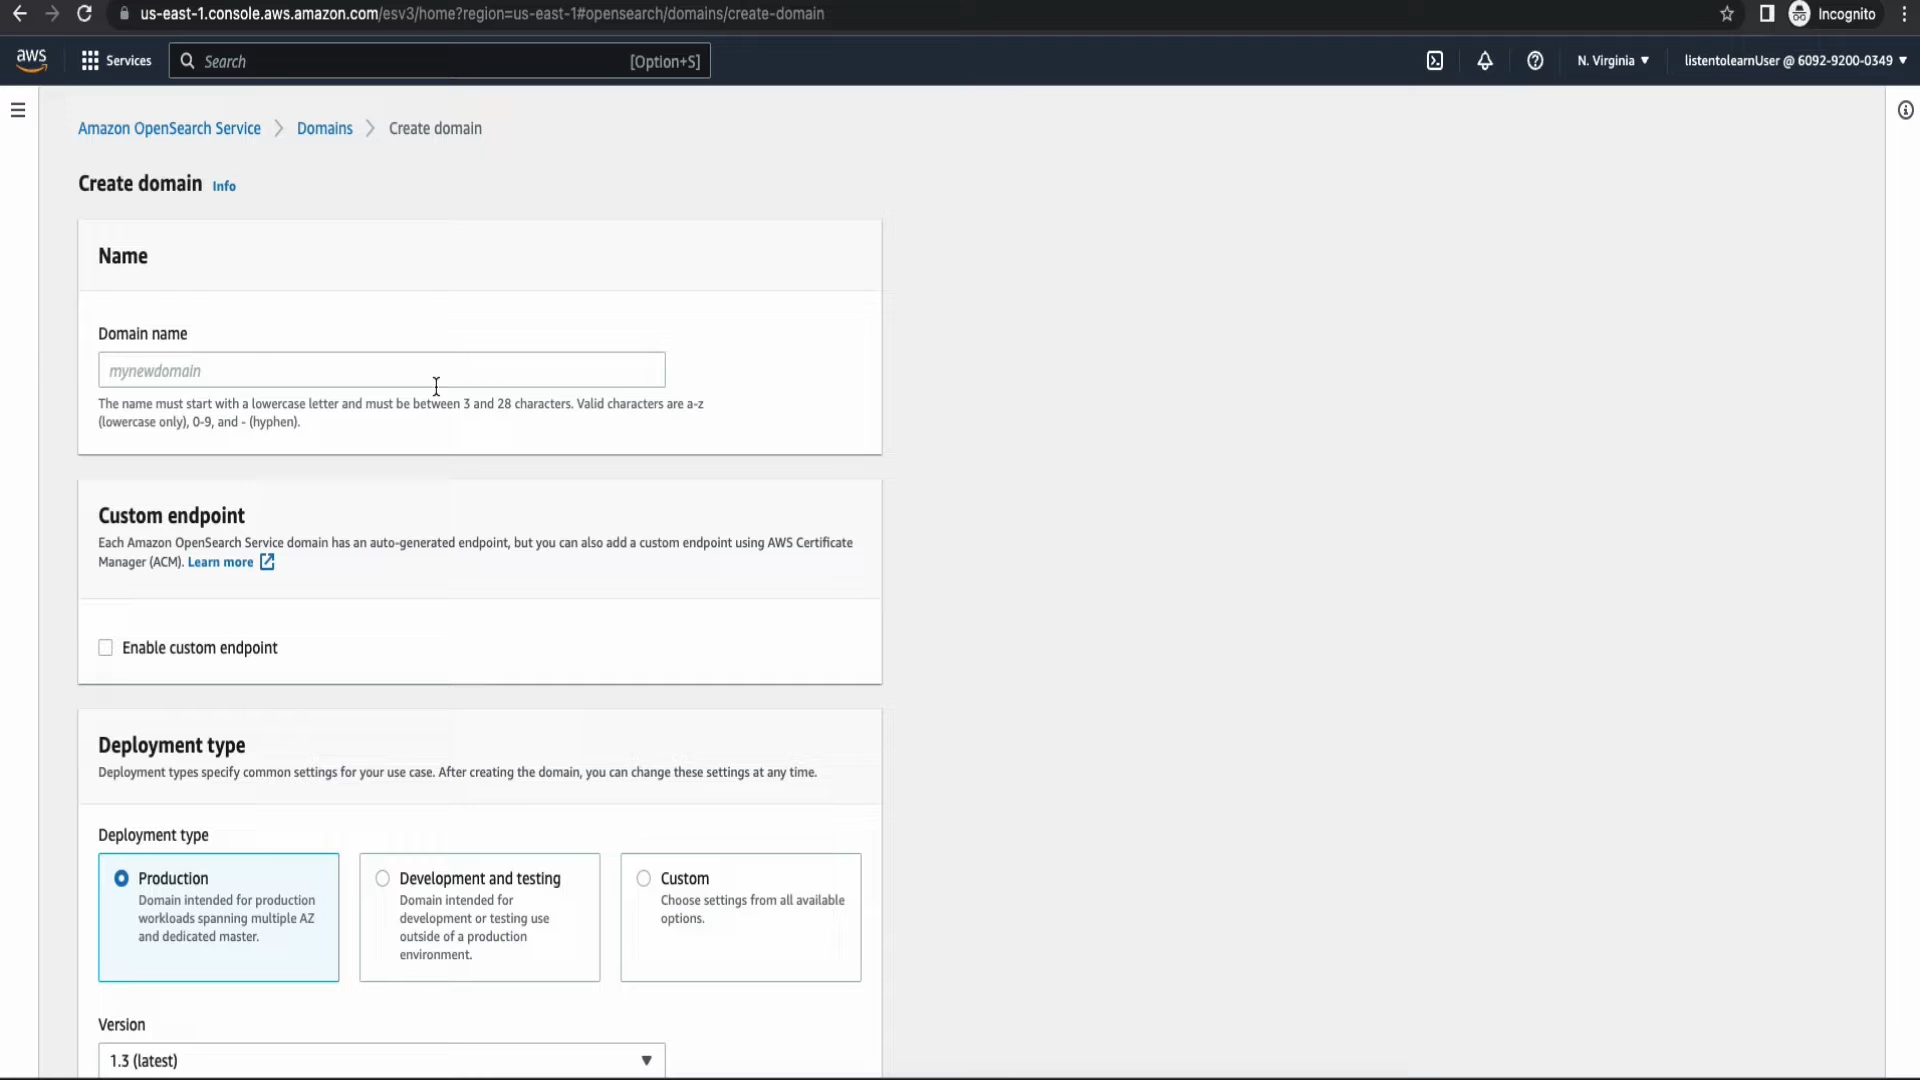 us-east-1.console.aws.amazon.com/esv3/home?region=us-east-1#opensearch/domains/create-domain
Incognito
aws
Services
Search
[Option+S]
N. Virginia
listentolearnUser @ 6092-9200-0349
Amazon OpenSearch Service
Domains
Create domain
Create domain Info
Name
Domain name
mynewdomain
The name must start with a lowercase letter and must be between 3 and 28 characters. Valid characters are a-z
(lowercase only), 0-9, and - (hyphen).
Custom endpoint
Each Amazon OpenSearch Service domain has an auto-generated endpoint, but you can also add a custom endpoint using AWS Certificate
Manager (ACM). Learn more
Enable custom endpoint
Deployment type
Deployment types specify common settings for your use case. After creating the domain, you can change these settings at any time.
Deployment type
Production
Domain intended for production
workloads spanning multiple AZ
and dedicated master.
Development and testing
Domain intended for
development or testing use
outside of a production
environment.
Custom
Choose settings from all available
options.
Version
1.3 (latest)